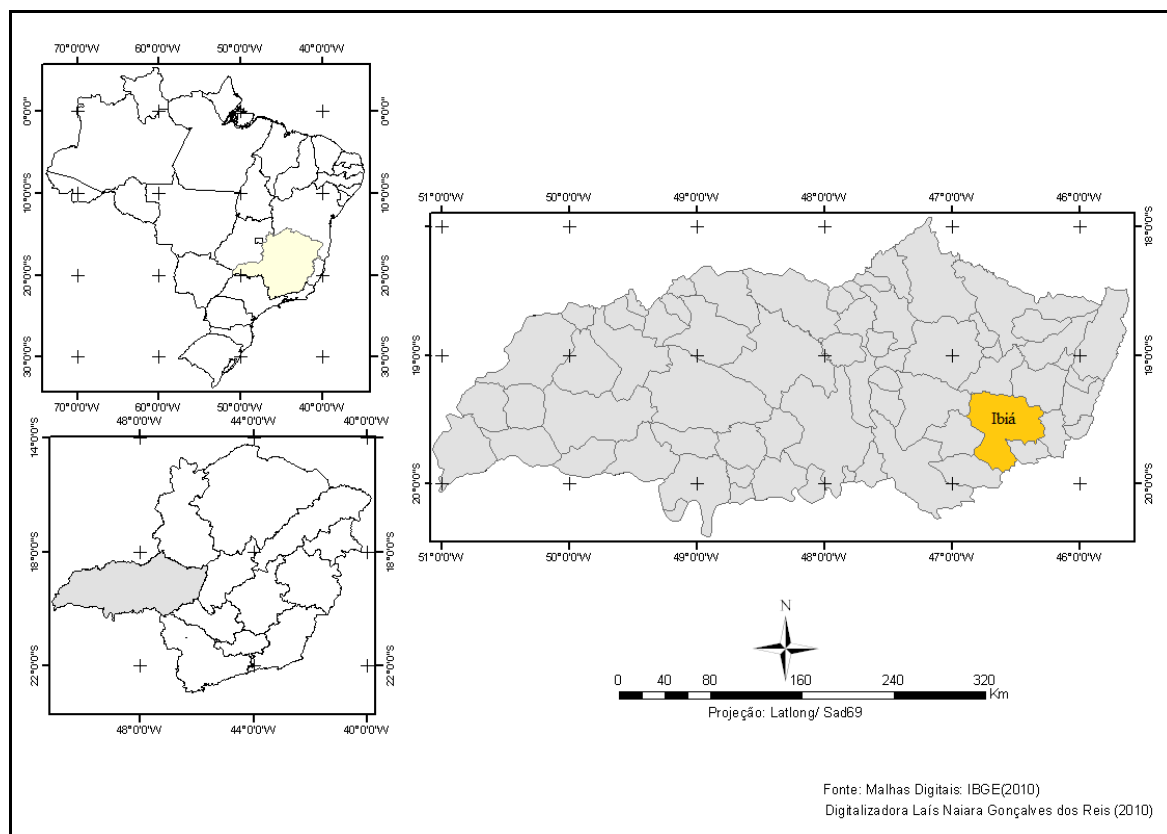 70°0'0"W 60°0'0"W 50°0'0"W 40°0'0"W
0°0'0" 0°0'0"
10°0'0"S 10°0'0"S
20°0'0"S 20°0'0"S
30°0'0"S 30°0'0"S
70°0'0"W 60°0'0"W 50°0'0"W 40°0'0"W
51°0'0"W 50°0'0"W 49°0'0"W 48°0'0"W 47°0'0"W 46°0'0"W
18°0'0"S
19°0'0"S 19°0'0"S
Ibiá
20°0'0"S 20°0'0"S
51°0'0"W 50°0'0"W 49°0'0"W 48°0'0"W 47°0'0"W 46°0'0"W
48°0'0"W 44°0'0"W 40°0'0"W
14°0'0"S
18°0'0"S 18°0'0"S
22°0'0"S 22°0'0"S
48°0'0"W 44°0'0"W 40°0'0"W
N
0 40 80 160 240 320
Km
Projeção: Latlong/ Sad69
Fonte: Malhas Digitais: IBGE(2010)
Digitalizadora Laís Naiara Gonçalves dos Reis (2010)